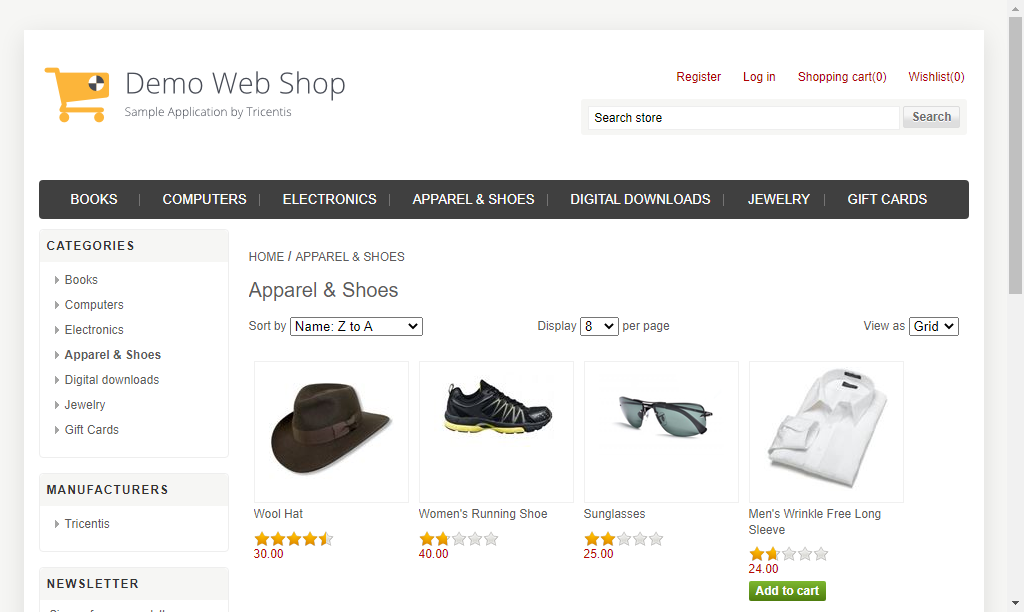 Demo Web Shop
Sample Application by Tricentis
Register Log in Shopping cart(0) Wishlist(0)
Search store Search
BOOKS COMPUTERS ELECTRONICS APPAREL & SHOES DIGITAL DOWNLOADS JEWELRY GIFT CARDS
CATEGORIES
Books
Computers
Electronics
Apparel & Shoes
Digital downloads
Jewelry
Gift Cards
MANUFACTURERS
Tricentis
NEWSLETTER
HOME / APPAREL & SHOES
Apparel & Shoes
Sort by Name: Z to A Display 8 per page View as Grid
Wool Hat
30.00
Women's Running Shoe
40.00
Sunglasses
25.00
Men's Wrinkle Free Long
Sleeve
24.00
Add to cart